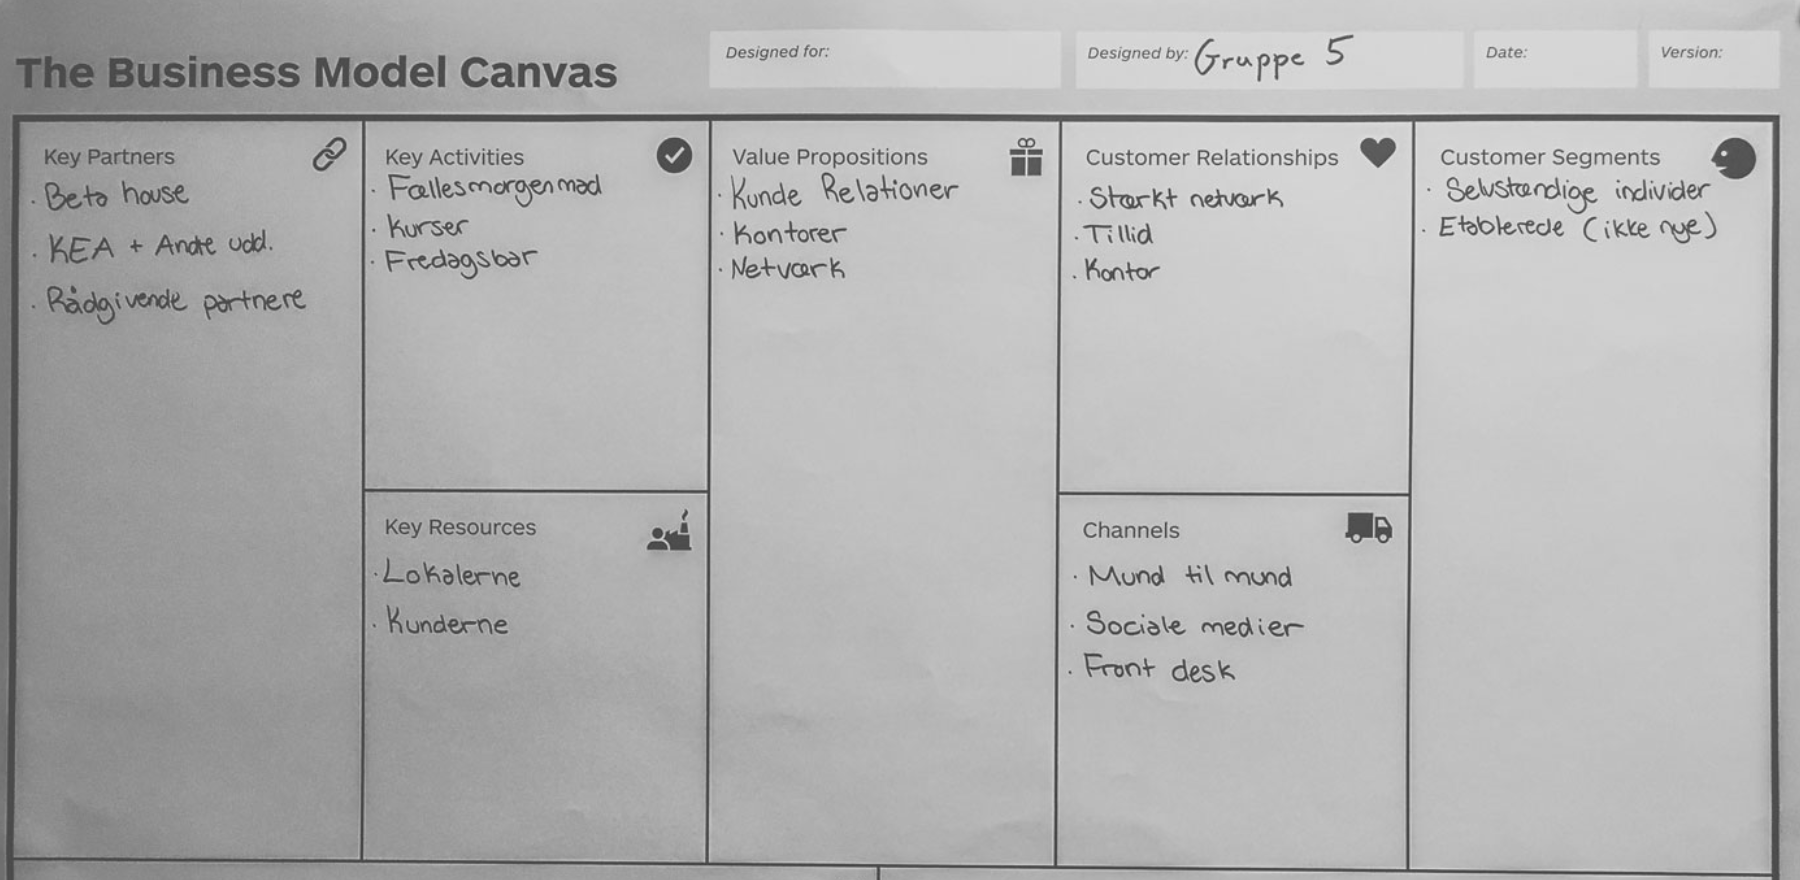 The Business Model Canvas
Designed for:
Designed by: Gruppe 5
Date:
Version:
Key Partners
· Beta house
· KEA + Andre udd.
· Rådgivende partnere
Key Activities
· Fællesmorgenmad
· Kurser
· Fredagsbar
Key Resources
· Lokalerne
· Kunderne
Value Propositions
· Kunde Relationer
· Kontorer
· Netværk
Customer Relationships
· Stærkt netværk
· Tillid
· Kontor
Channels
· Mund til mund
· Sociale medier
· Front desk
Customer Segments
· Selvstændige individer
· Etablerede (ikke nye)